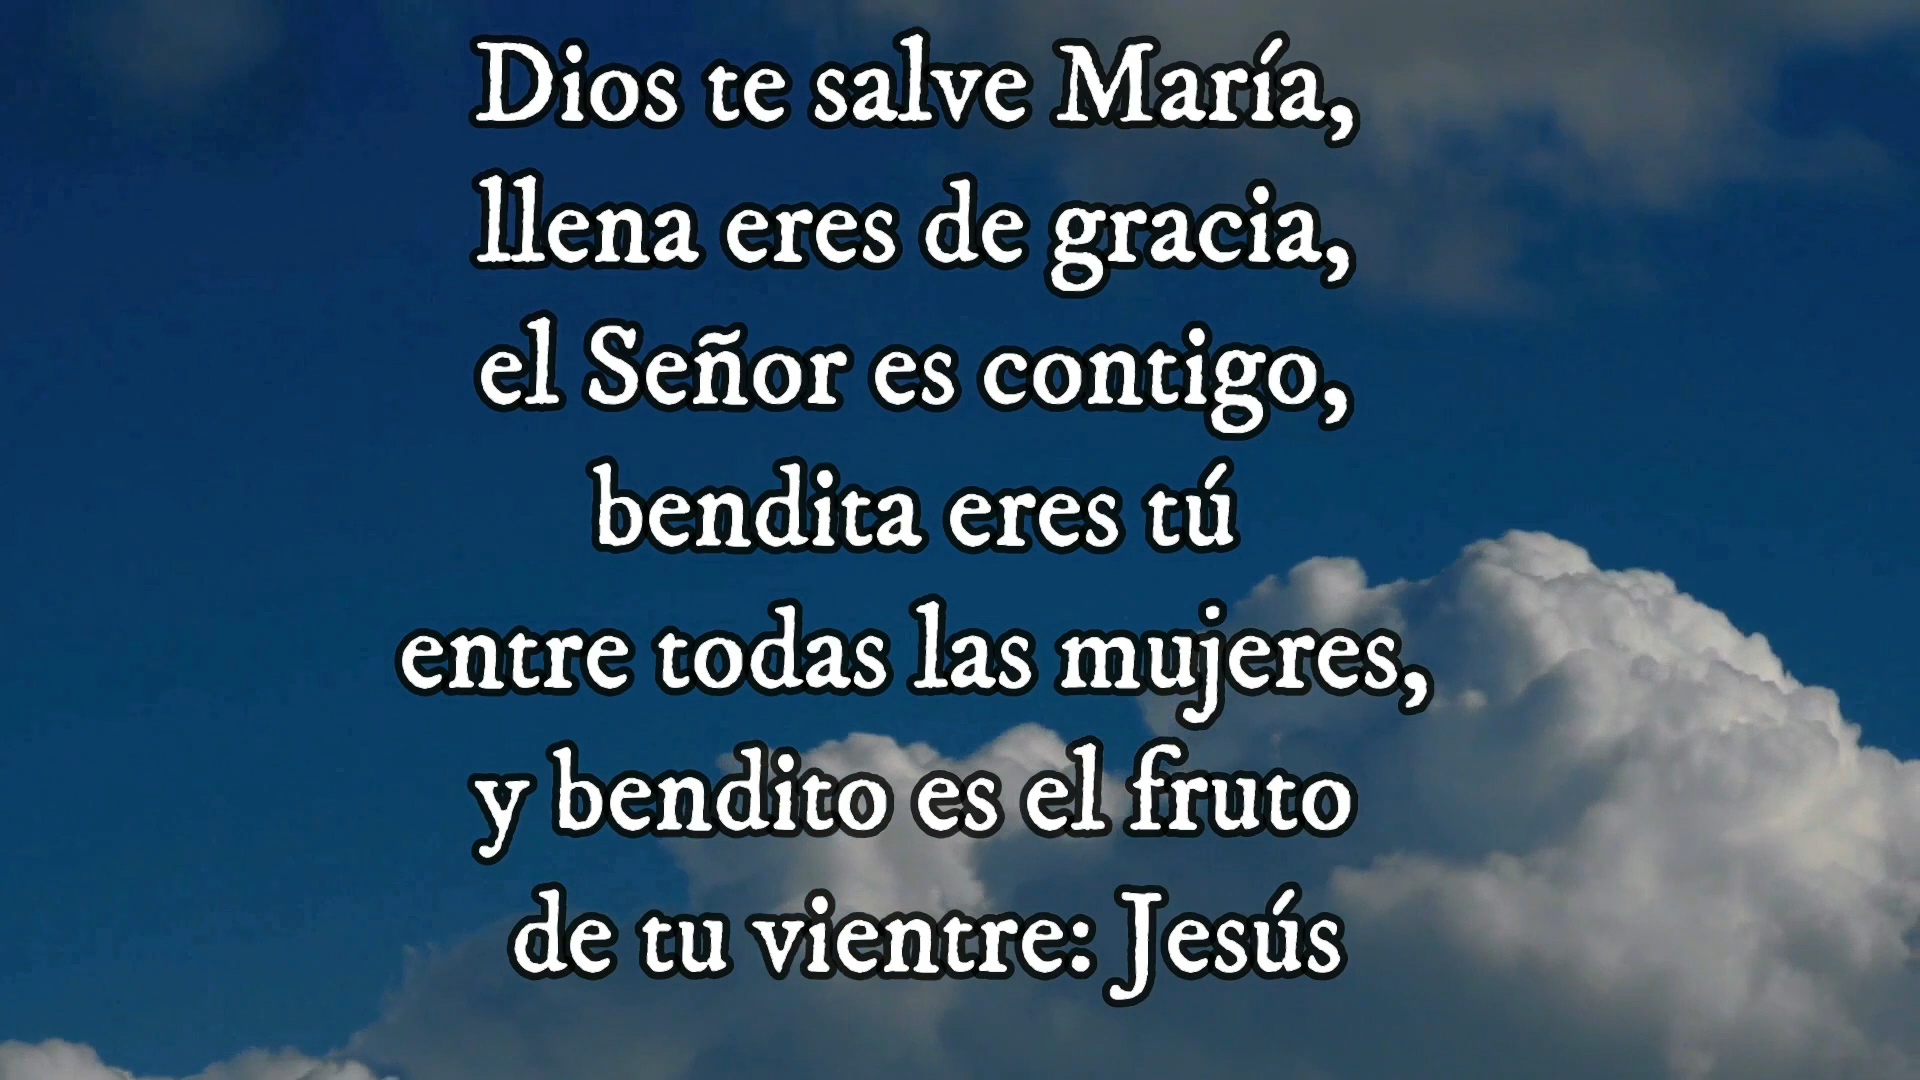 Dios te salve María,
llena eres de gracia,
el Señor es contigo,
bendita eres tú
entre todas las mujeres,
y bendito es el fruto
de tu vientre: Jesús